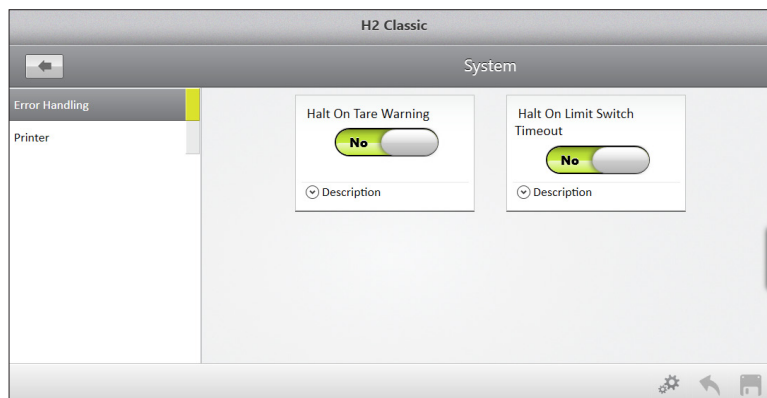 H2 Classic
System
Error Handling
Printer
Halt On Tare Warning
No
Description
Halt On Limit Switch
Timeout
No
Description